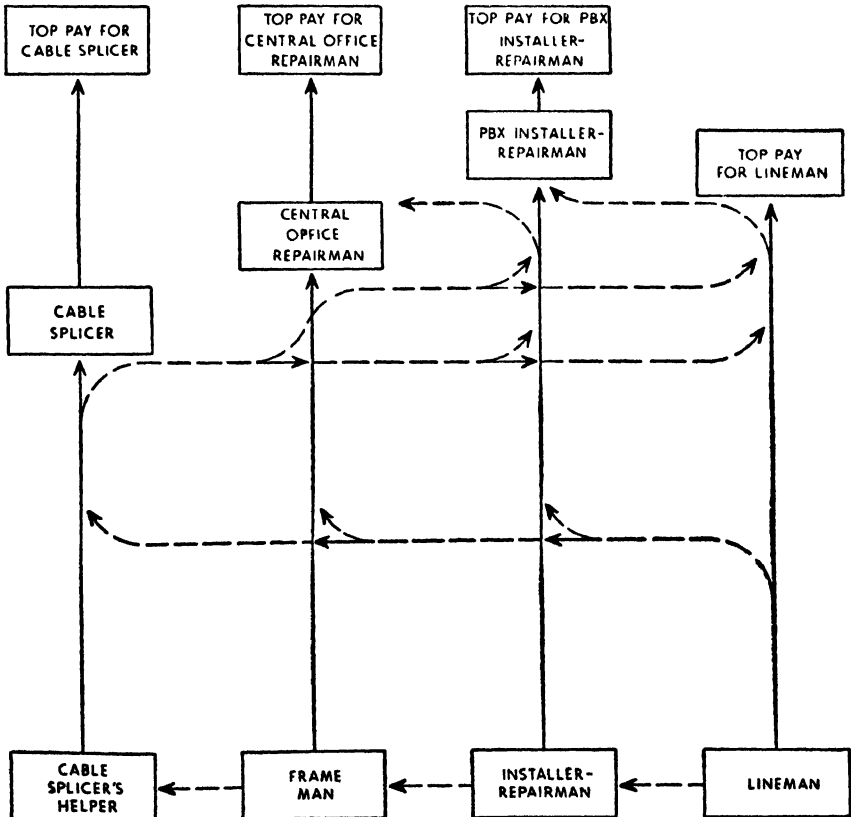 TOP PAY FOR
CABLE SPLICER
TOP PAY FOR
CENTRAL OFFICE
REPAIRMAN
TOP PAY FOR PBX
INSTALLER-
REPAIRMAN
PBX INSTALLER-
REPAIRMAN
TOP PAY
FOR LINEMAN
CENTRAL
OFFICE
REPAIRMAN
CABLE
SPLICER
CABLE
SPLICER'S
HELPER
FRAME
MAN
INSTALLER-
REPAIRMAN
LINEMAN